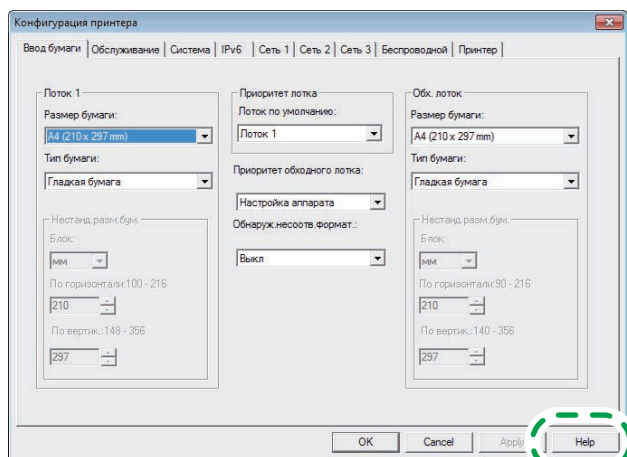 Конфигурация принтера
Ввод бумаги Обслуживание Система IPv6 Сеть 1 Сеть 2 Сеть 3 Беспроводной Принтер
Лоток 1
Размер бумаги:
A4 (210 x 297 mm)
Тип бумаги:
Гладкая бумага
Нестанд.разм.бум.
Блок:
мм
По горизонтали:100 - 216
210
По вертик.:148 - 356
297
Приоритет лотка
Лоток по умолчанию:
Лоток 1
Приоритет обходного лотка:
Настройка аппарата
Обнаруж.несоотв.формат.:
Выкл
Обх. лоток
Размер бумаги:
A4 (210 x 297 mm)
Тип бумаги:
Гладкая бумага
Нестанд.разм.бум.
Блок:
мм
По горизонтали:90 - 216
210
По вертик.:140 - 356
297
OK Cancel Apply Help